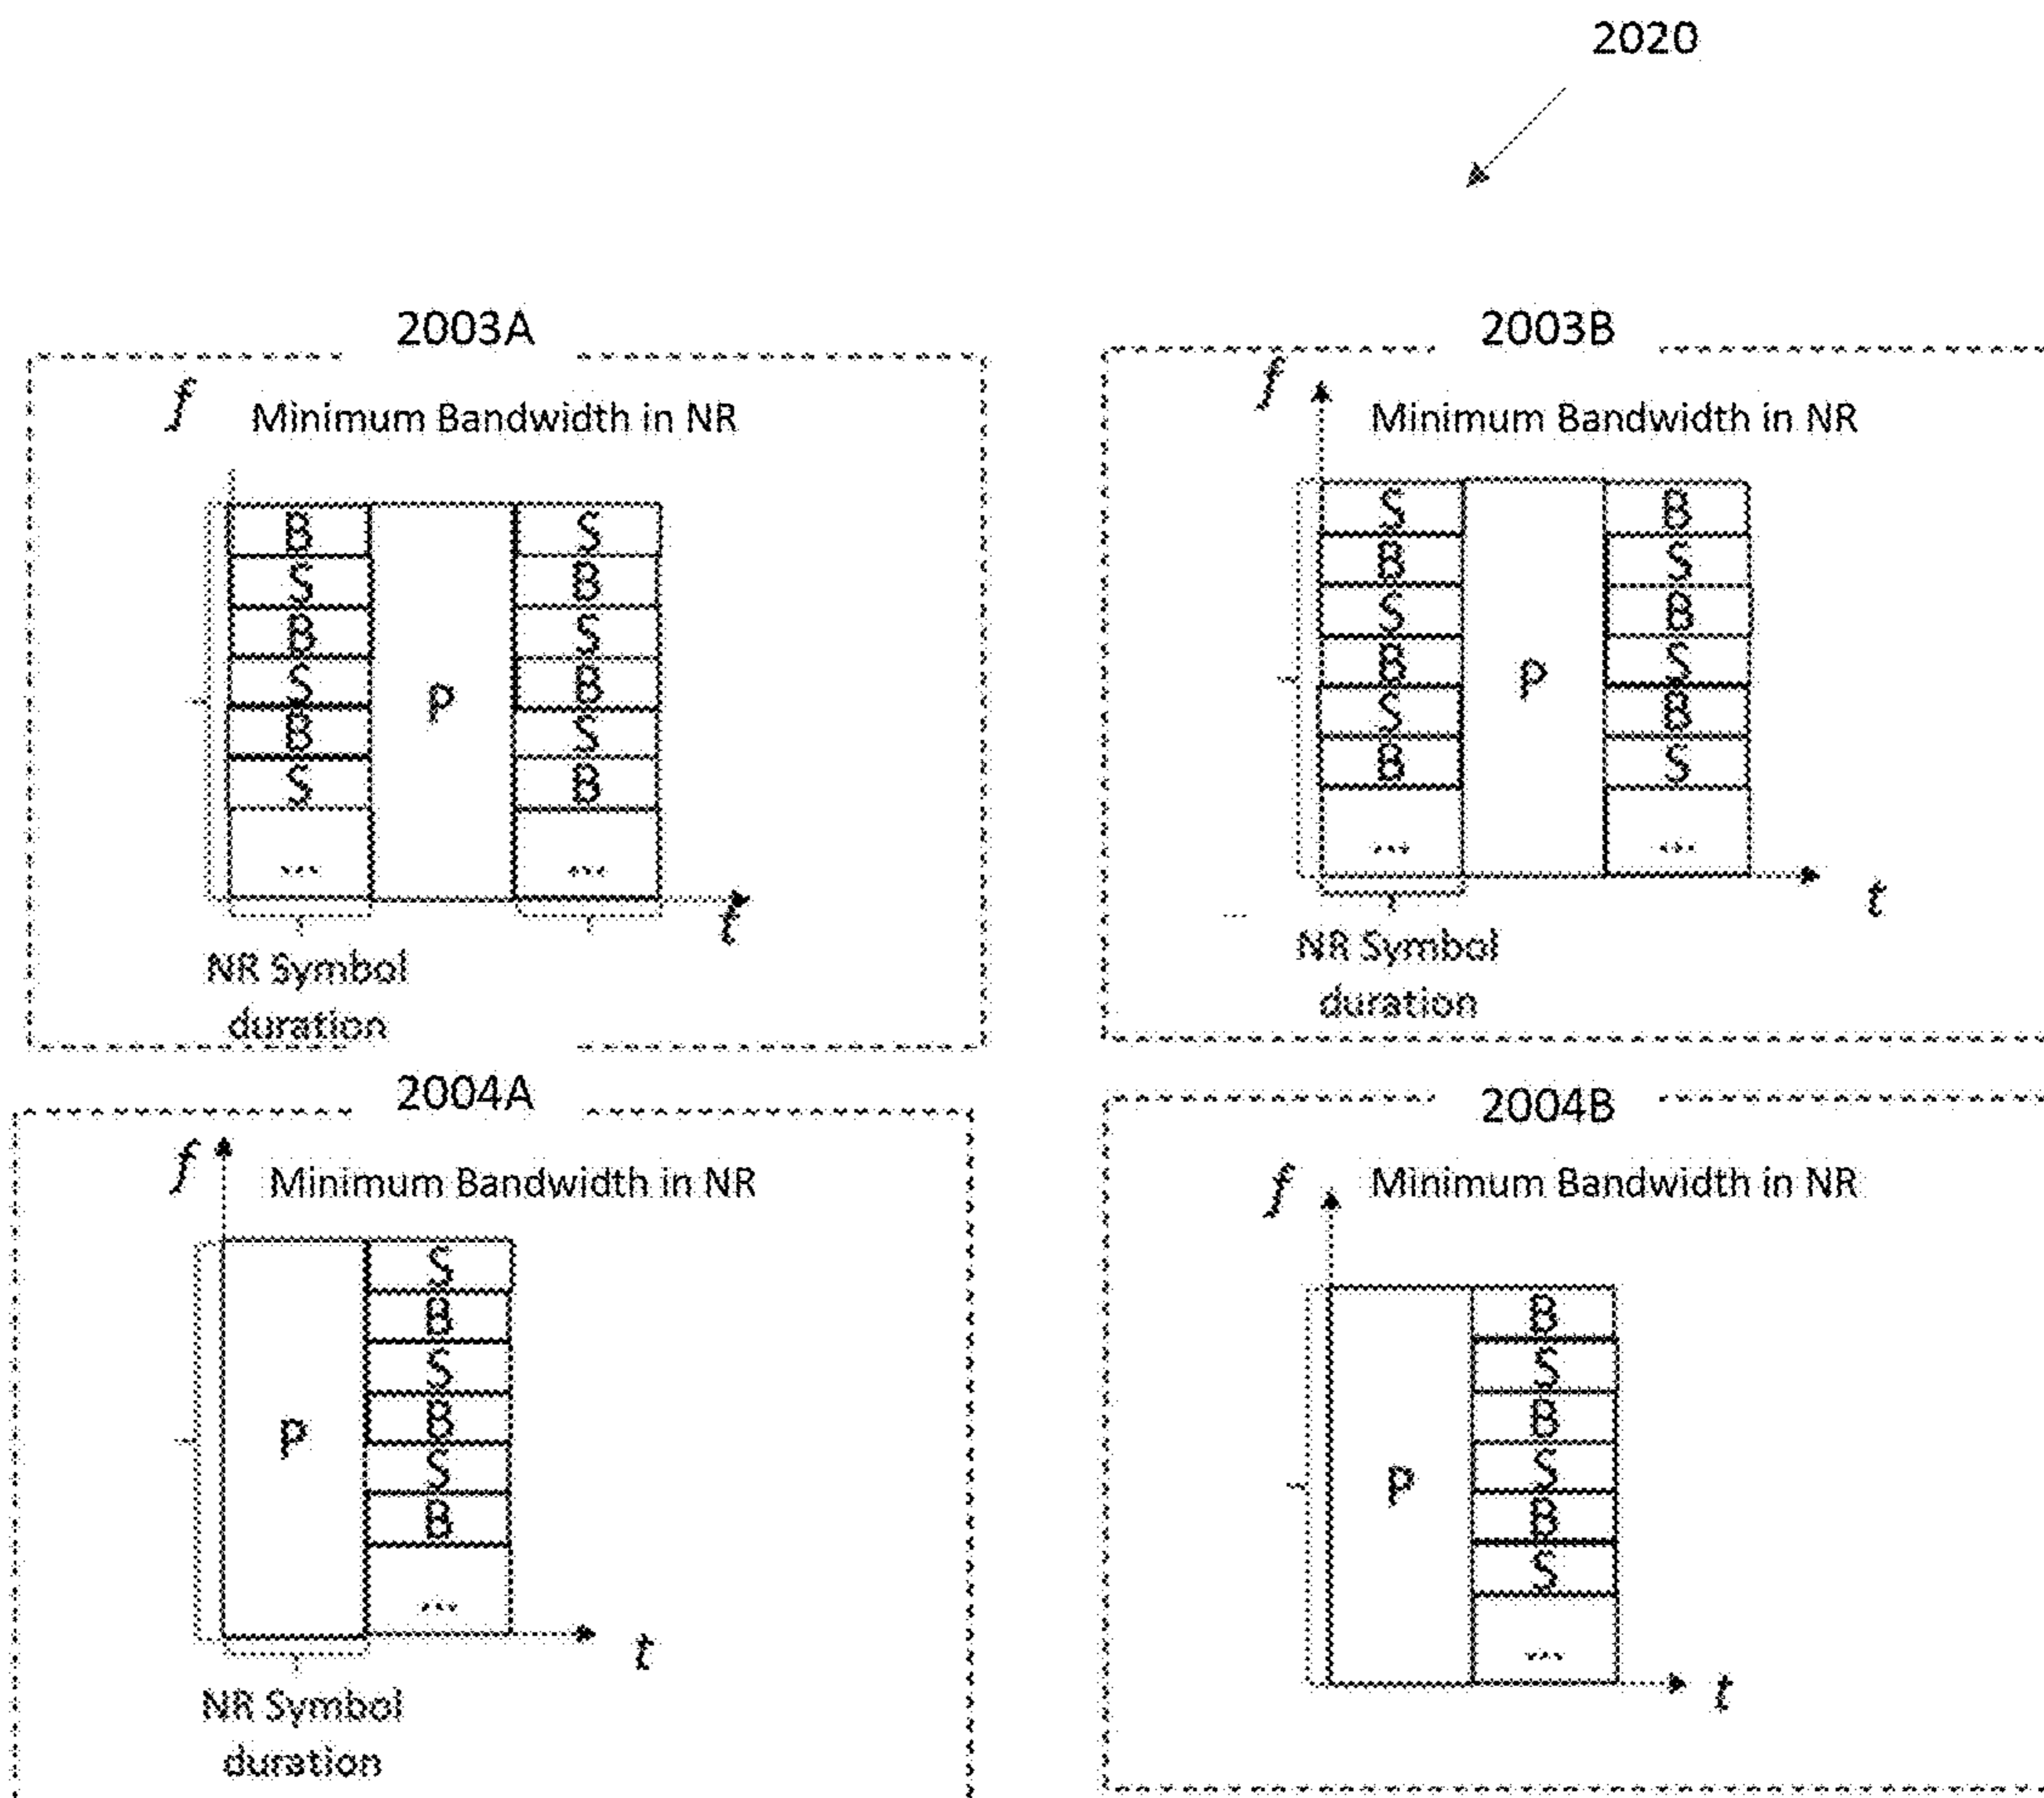 2020
2003A
f
Minimum Bandwidth in NR
B
S
B
S
B
S
...
P
S
B
S
B
S
B
...
t
NR Symbol
duration
2003B
f
Minimum Bandwidth in NR
S
B
S
B
S
B
...
P
B
S
B
S
B
S
...
t
...
NR Symbol
duration
2004A
f
Minimum Bandwidth in NR
P
S
B
S
B
S
B
...
t
NR Symbol
duration
2004B
f
Minimum Bandwidth in NR
P
B
S
B
S
B
S
...
t